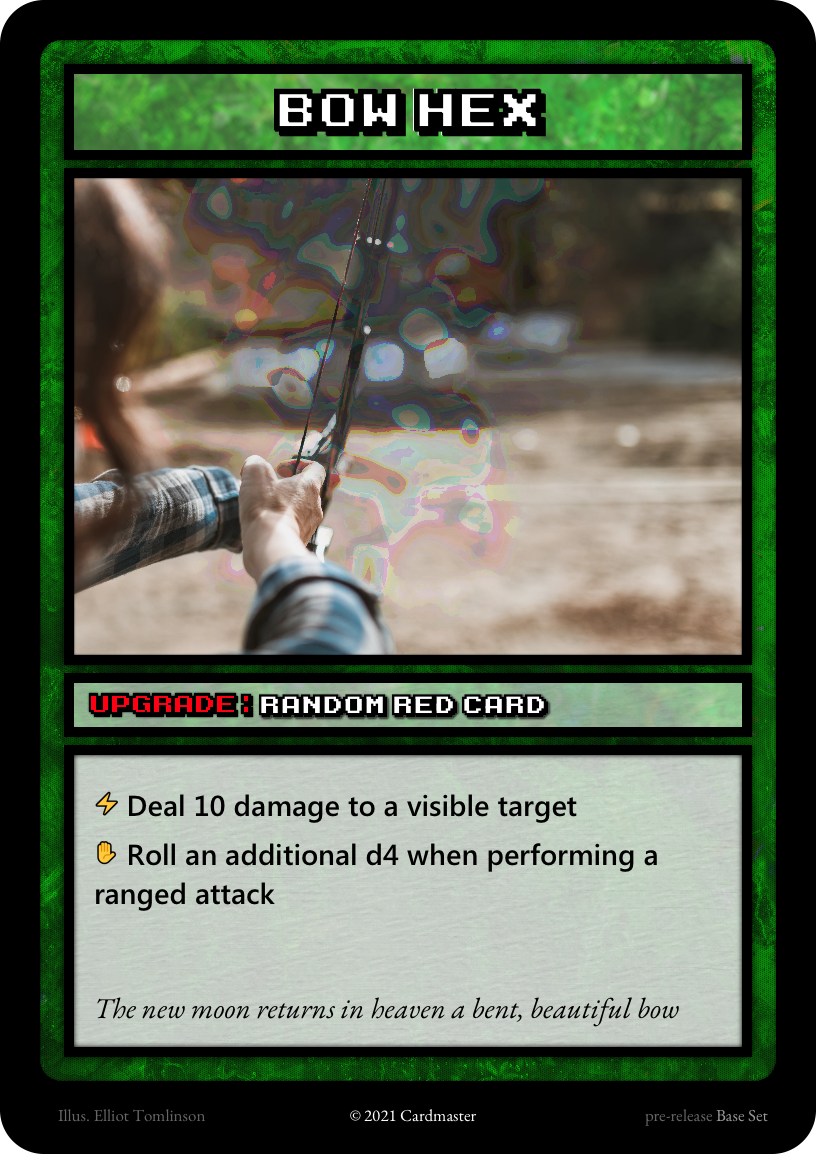 BOW HEX
UPGRADE: RANDOM RED CARD
⚡ Deal 10 damage to a visible target
✋ Roll an additional d4 when performing a
ranged attack
The new moon returns in heaven a bent, beautiful bow
Illus. Elliot Tomlinson
© 2021 Cardmaster
pre-release Base Set